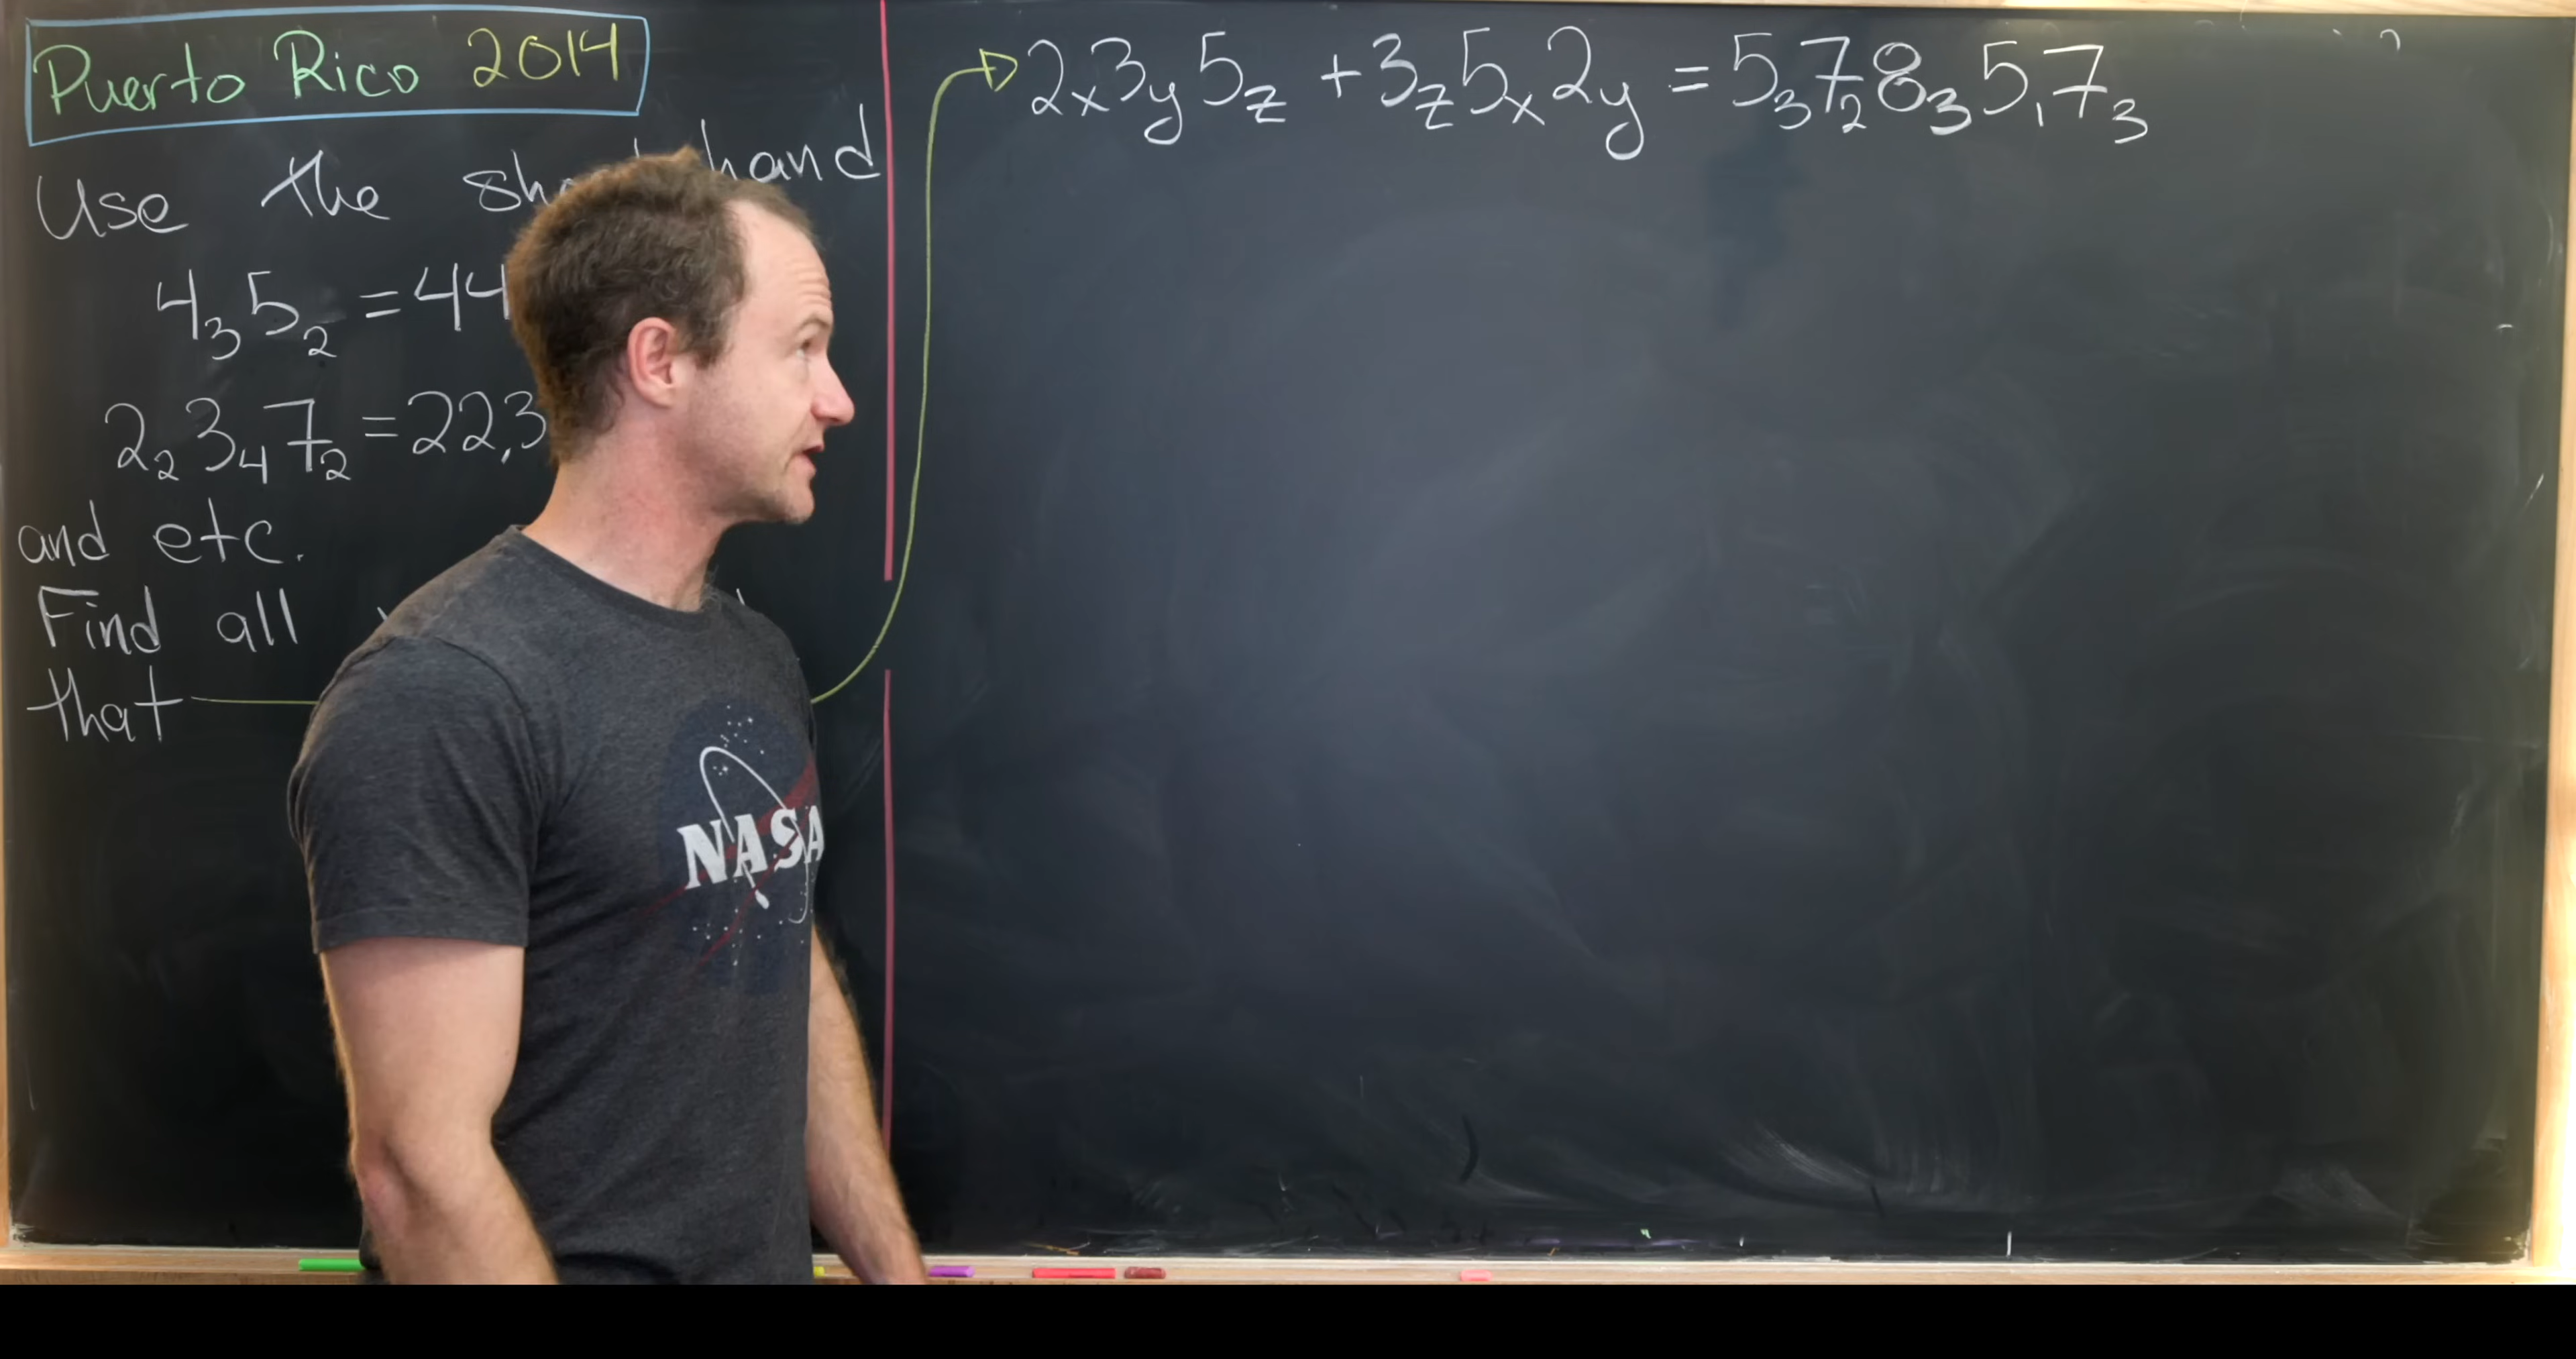 Puerto Rico 2014
Use the hand
4₃5₂ = 44
2₂3₄7₂ = 22,3
and etc.
Find all
that
2ₓ3ᵧ5_z + 3_z5ₓ2ᵧ = 5₃7₂8₃5₁7₃
NASA